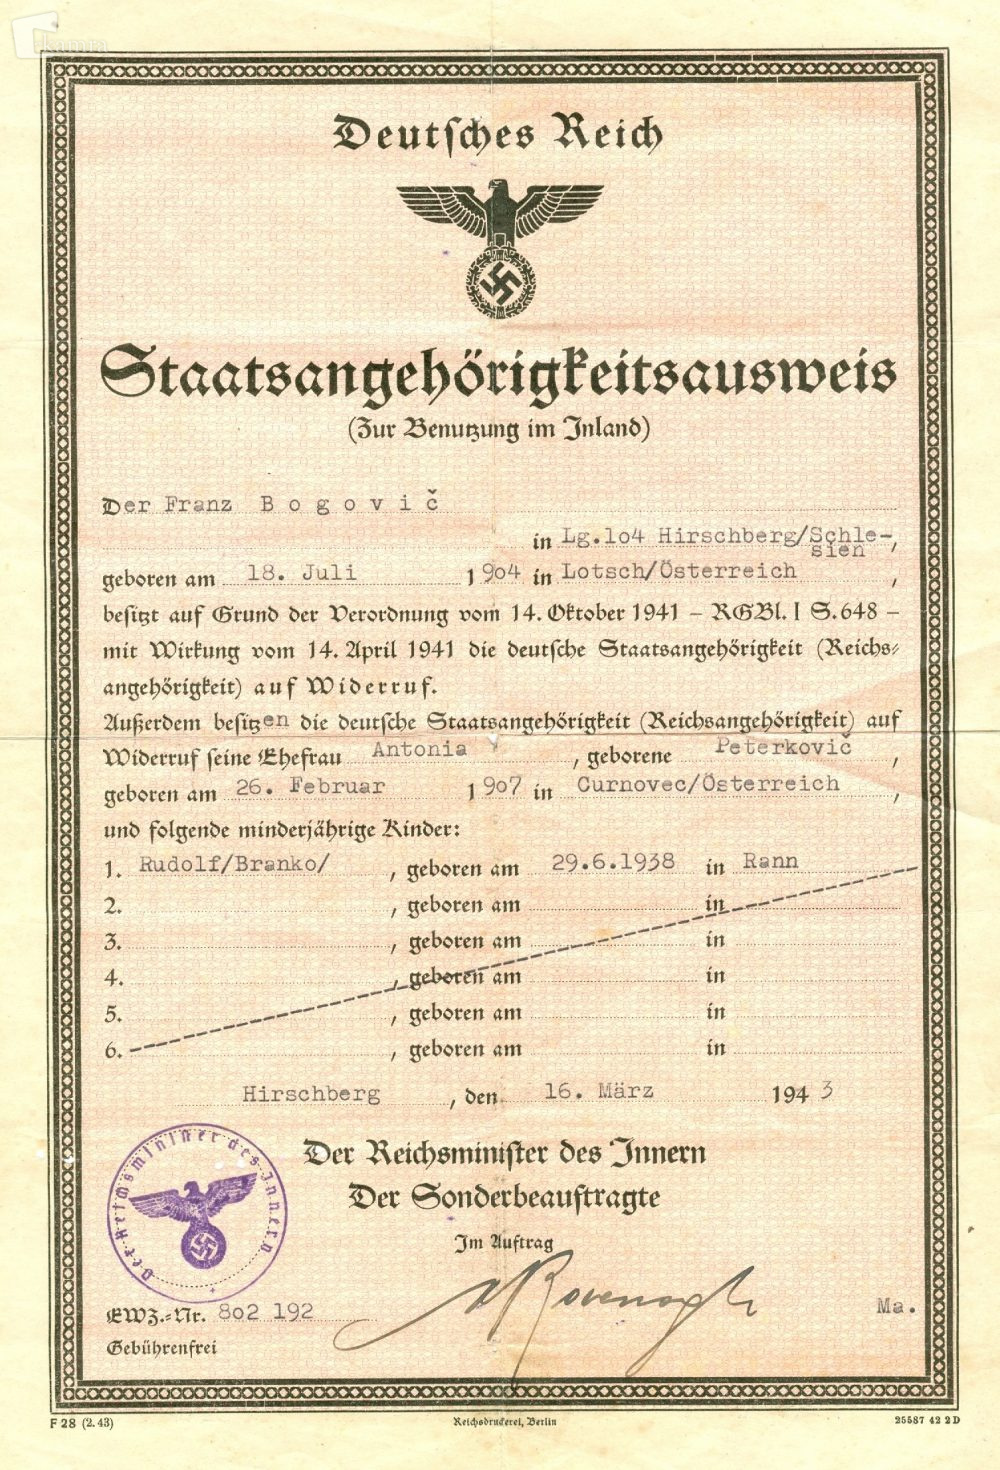 Deutsches Reich
Staatsangehörigkeitsausweis
(Zur Benutzung im Inland)
Der Franz Bogovič
in Lg.1o4 Hirschberg/Schle-
sien,
geboren am 18. Juli 19o4 in Lotsch/Österreich,
besitzt auf Grund der Verordnung vom 14. Oktober 1941 – RGBl. I S. 648 –
mit Wirkung vom 14. April 1941 die deutsche Staatsangehörigkeit (Reichs-
angehörigkeit) auf Widerruf.
Außerdem besitzen die deutsche Staatsangehörigkeit (Reichsangehörigkeit) auf
Widerruf seine Ehefrau Antonia, geborene Peterkovič,
geboren am 26. Februar 19o7 in Curnovec/Österreich,
und folgende minderjährige Kinder:
1. Rudolf/Branko/, geboren am 29.6.1938 in Rann
2. , geboren am in
3. , geboren am in
4. , geboren am in
5. , geboren am in
6. , geboren am in
Hirschberg, den 16. März 1943
Der Reichsminister des Innern
Der Sonderbeauftragte
Im Auftrag
Der Reichsminister des Innern
EWZ.-Nr. 8o2 192
Ma.
Gebührenfrei
F 28 (2. 43)
Reichsdruckerei, Berlin
25587 42 2 D